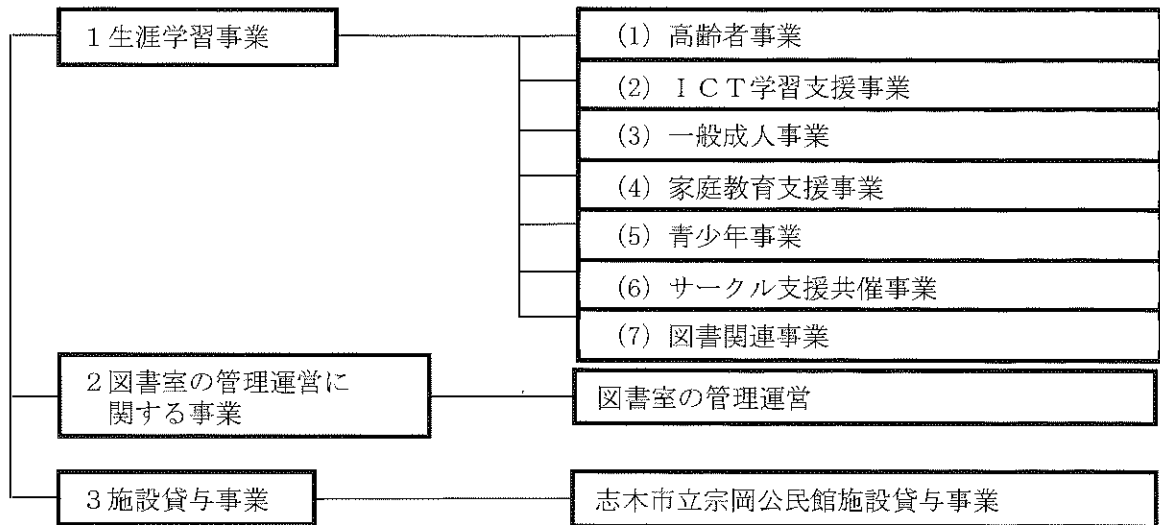 1生涯学習事業
(1) 高齢者事業
(2) ICT学習支援事業
(3) 一般成人事業
(4) 家庭教育支援事業
(5) 青少年事業
(6) サークル支援共催事業
(7) 図書関連事業
2図書室の管理運営に
関する事業
図書室の管理運営
3施設貸与事業
志木市立宗岡公民館施設貸与事業